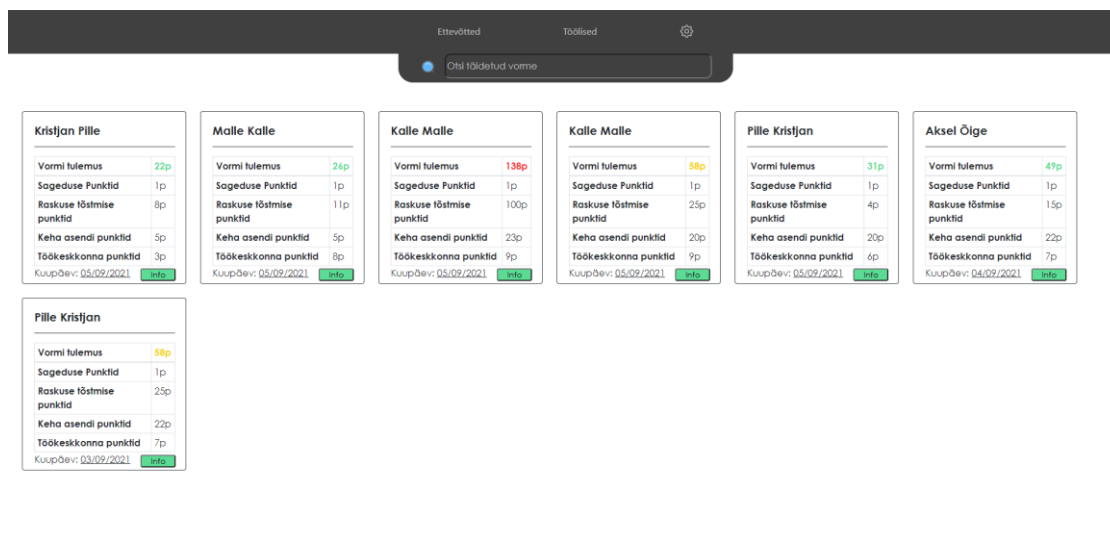 Ettevõtted Töölised
Otsi täidetud vorme
Kristjan Pille
Vormi tulemus 22p
Sageduse Punktid 1p
Raskuse tõstmise 8p
punktid
Keha asendi punktid 5p
Töökeskkonna punktid 3p
Kuupäev: 05/09/2021 Info
Malle Kalle
Vormi tulemus 26p
Sageduse Punktid 1p
Raskuse tõstmise 11p
punktid
Keha asendi punktid 5p
Töökeskkonna punktid 8p
Kuupäev: 05/09/2021 Info
Kalle Malle
Vormi tulemus 138p
Sageduse Punktid 1p
Raskuse tõstmise 100p
punktid
Keha asendi punktid 23p
Töökeskkonna punktid 9p
Kuupäev: 05/09/2021 Info
Kalle Malle
Vormi tulemus 58p
Sageduse Punktid 1p
Raskuse tõstmise 25p
punktid
Keha asendi punktid 20p
Töökeskkonna punktid 9p
Kuupäev: 05/09/2021 Info
Pille Kristjan
Vormi tulemus 31p
Sageduse Punktid 1p
Raskuse tõstmise 4p
punktid
Keha asendi punktid 20p
Töökeskkonna punktid 6p
Kuupäev: 05/09/2021 Info
Aksel Õige
Vormi tulemus 49p
Sageduse Punktid 1p
Raskuse tõstmise 15p
punktid
Keha asendi punktid 22p
Töökeskkonna punktid 7p
Kuupäev: 04/09/2021 Info
Pille Kristjan
Vormi tulemus 58p
Sageduse Punktid 1p
Raskuse tõstmise 25p
punktid
Keha asendi punktid 22p
Töökeskkonna punktid 7p
Kuupäev: 03/09/2021 Info